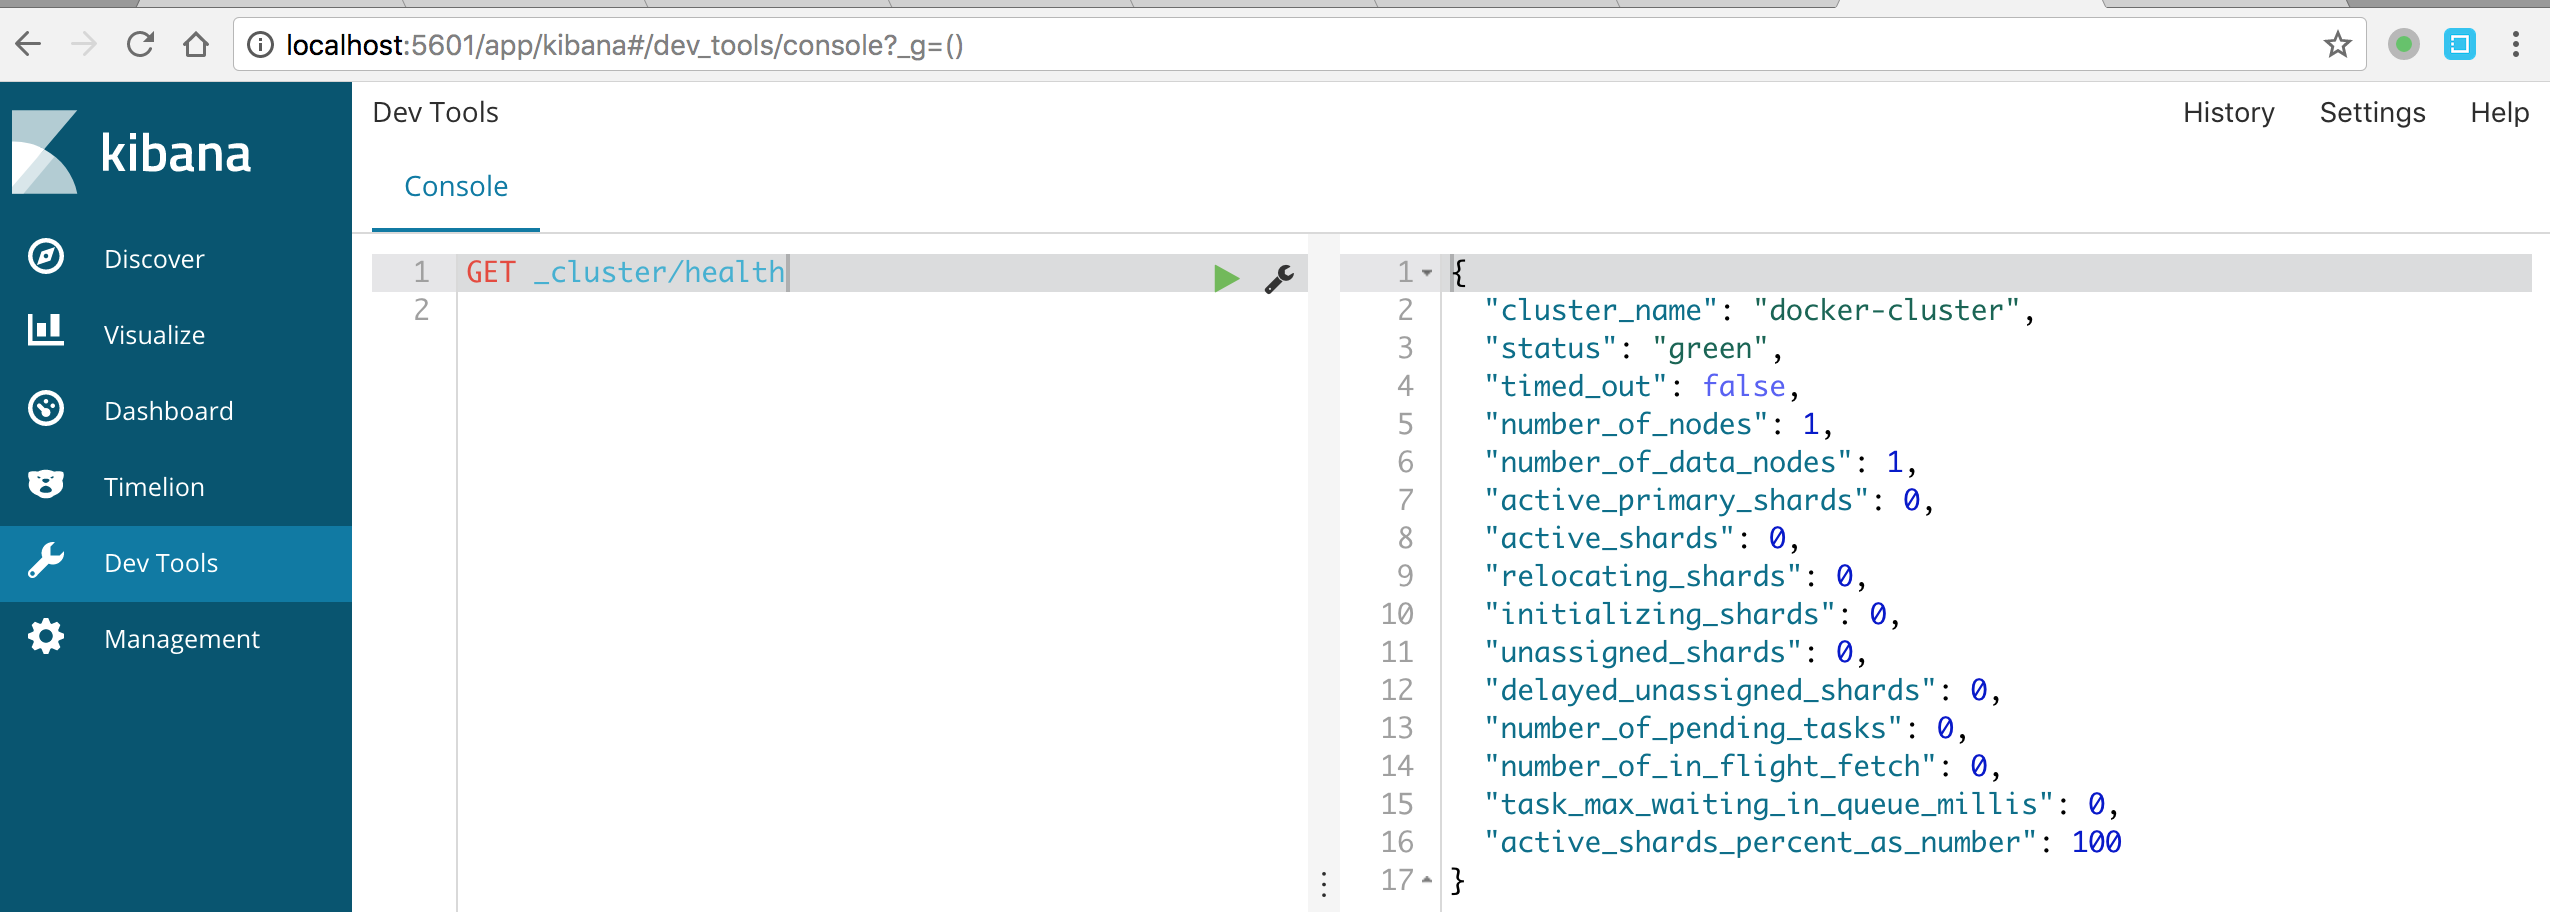 localhost:5601/app/kibana#/dev_tools/console?_g=()
kibana
Discover
Visualize
Dashboard
Timelion
Dev Tools
Management
Dev Tools
History Settings Help
Console
1 GET _cluster/health
2
1 {
2 "cluster_name": "docker-cluster",
3 "status": "green",
4 "timed_out": false,
5 "number_of_nodes": 1,
6 "number_of_data_nodes": 1,
7 "active_primary_shards": 0,
8 "active_shards": 0,
9 "relocating_shards": 0,
10 "initializing_shards": 0,
11 "unassigned_shards": 0,
12 "delayed_unassigned_shards": 0,
13 "number_of_pending_tasks": 0,
14 "number_of_in_flight_fetch": 0,
15 "task_max_waiting_in_queue_millis": 0,
16 "active_shards_percent_as_number": 100
17 }